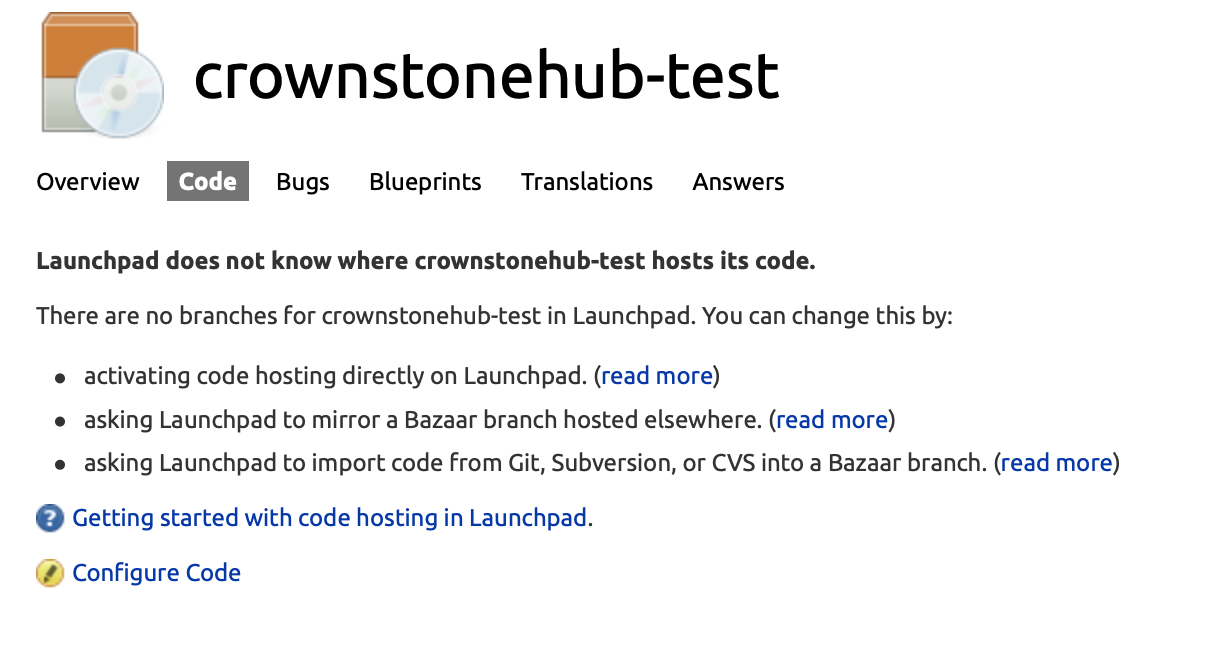 crownstonehub-test
Overview Code Bugs Blueprints Translations Answers
Launchpad does not know where crownstonehub-test hosts its code.
There are no branches for crownstonehub-test in Launchpad. You can change this by:
• activating code hosting directly on Launchpad. (read more)
• asking Launchpad to mirror a Bazaar branch hosted elsewhere. (read more)
• asking Launchpad to import code from Git, Subversion, or CVS into a Bazaar branch. (read more)
? Getting started with code hosting in Launchpad.
Configure Code